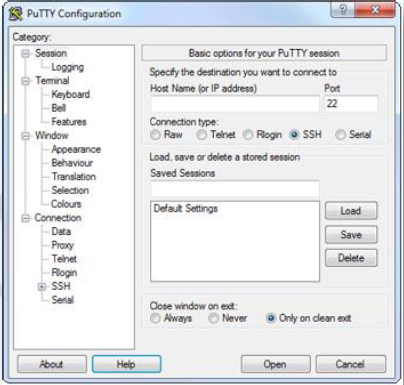 PuTTY Configuration
Category:
Session
Logging
Terminal
Keyboard
Bell
Features
Window
Appearance
Behaviour
Translation
Selection
Colours
Connection
Data
Proxy
Telnet
Rlogin
SSH
Serial
Basic options for your PuTTY session
Specify the destination you want to connect to
Host Name (or IP address) Port
22
Connection type:
Raw Telnet Rlogin SSH Serial
Load, save or delete a stored session
Saved Sessions
Default Settings
Load
Save
Delete
Close window on exit:
Always Never Only on clean exit
About Help Open Cancel